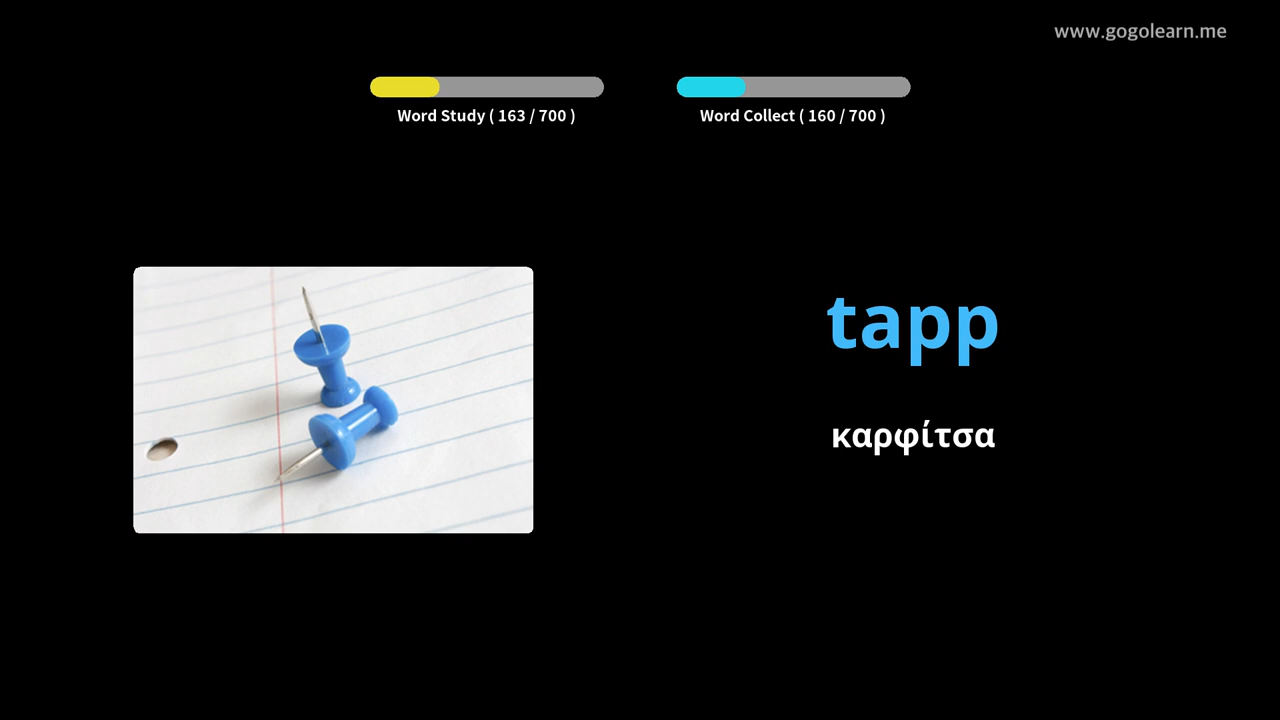 www.gogolearn.me
Word Study ( 163 / 700 )
Word Collect ( 160 / 700 )
tapp
καρφίτσα